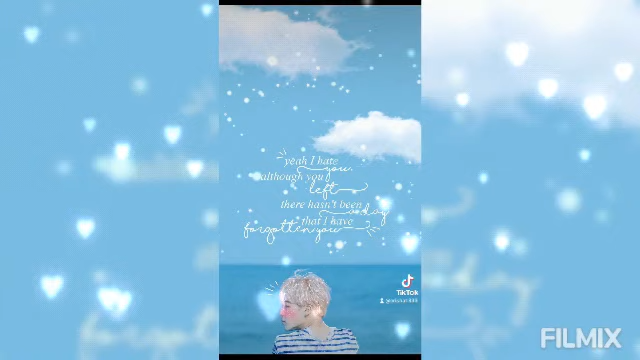 yeah I hate
you,
although you
left
there hasn't been
a day
that I have
forgotten you
TikTok
FILMIX